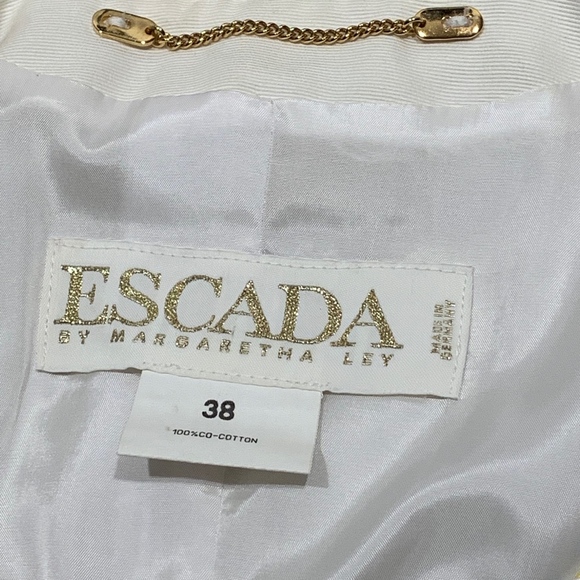 ESCADA
BY MARGARETHA LEY
MADE IN
GERMANY
38
100%CO-COTTON